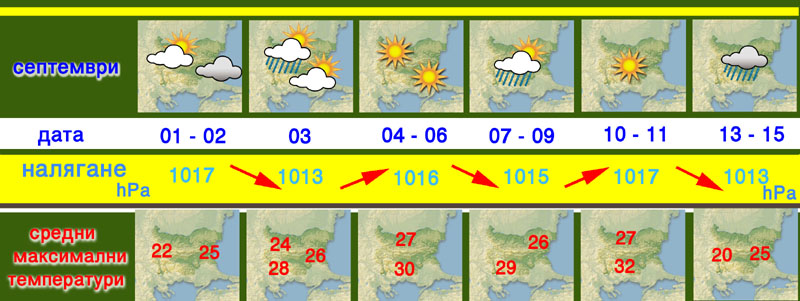 септември
дата 01 - 02 03 04 - 06 07 - 09 10 - 11 13 - 15
налягане hPa 1017 1013 1016 1015 1017 1013 hPa
средни
максимални
температури
22 25
24 26 28
27 30
26 29
27 32
20 25